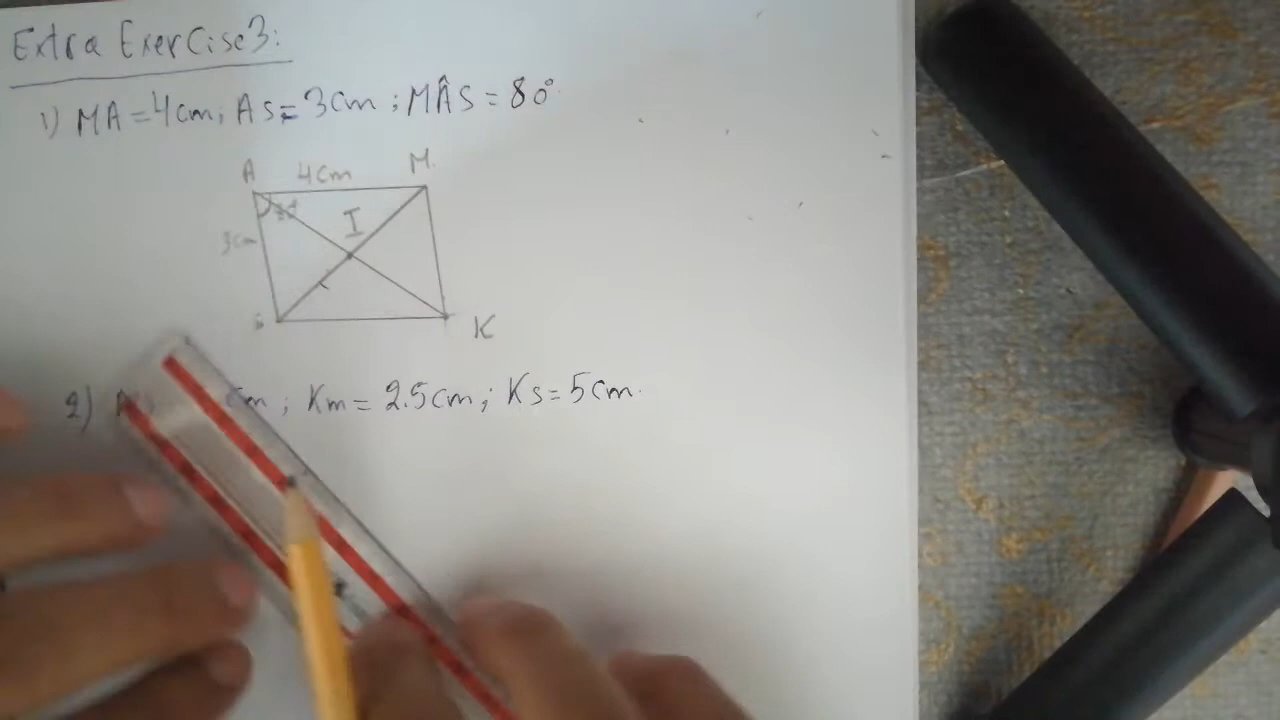 Extra Exercise3:
1) MA=4cm; AS=3cm; MÂS=80°
A 4cm M
3cm I
S K
2) cm; Km=2.5cm; Ks=5cm.